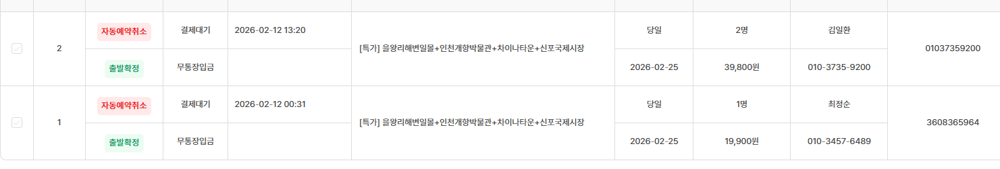 2
자동예약취소
결제대기
2026-02-12 13:20
[특가] 을왕리해변일몰+인천개항박물관+차이나타운+신포국제시장
당일
2명
김일환
01037359200
출발확정
무통장입금
2026-02-25
39,800원
010-3735-9200
1
자동예약취소
결제대기
2026-02-12 00:31
[특가] 을왕리해변일몰+인천개항박물관+차이나타운+신포국제시장
당일
1명
최정순
3608365964
출발확정
무통장입금
2026-02-25
19,900원
010-3457-6489